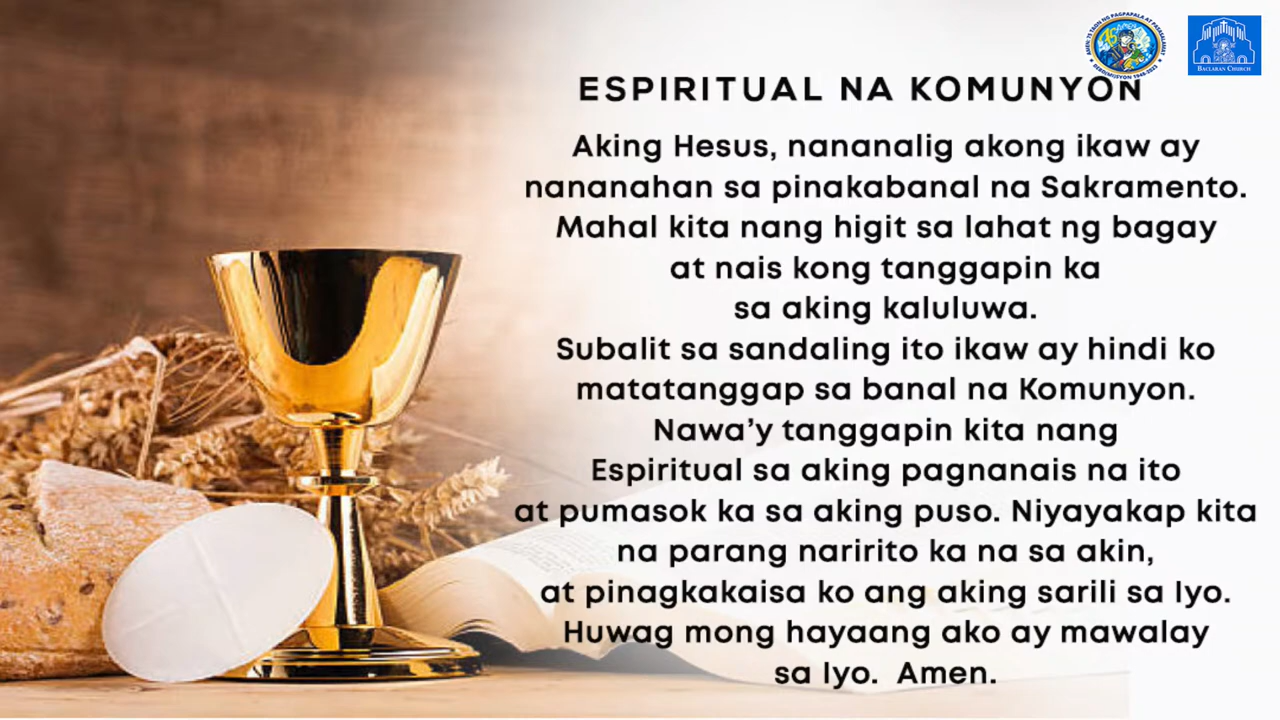 BACLARAN CHURCH
ESPIRITUAL NA KOMUNYON
Aking Hesus, nananalig akong ikaw ay
nananahan sa pinakabanal na Sakramento.
Mahal kita nang higit sa lahat ng bagay
at nais kong tanggapin ka
sa aking kaluluwa.
Subalit sa sandaling ito ikaw ay hindi ko
matatanggap sa banal na Komunyon.
Nawa’y tanggapin kita nang
Espiritual sa aking pagnanais na ito
at pumasok ka sa aking puso. Niyayakap kita
na parang naririto ka na sa akin,
at pinagkakaisa ko ang aking sarili sa Iyo.
Huwag mong hayaang ako ay mawalay
sa Iyo. Amen.